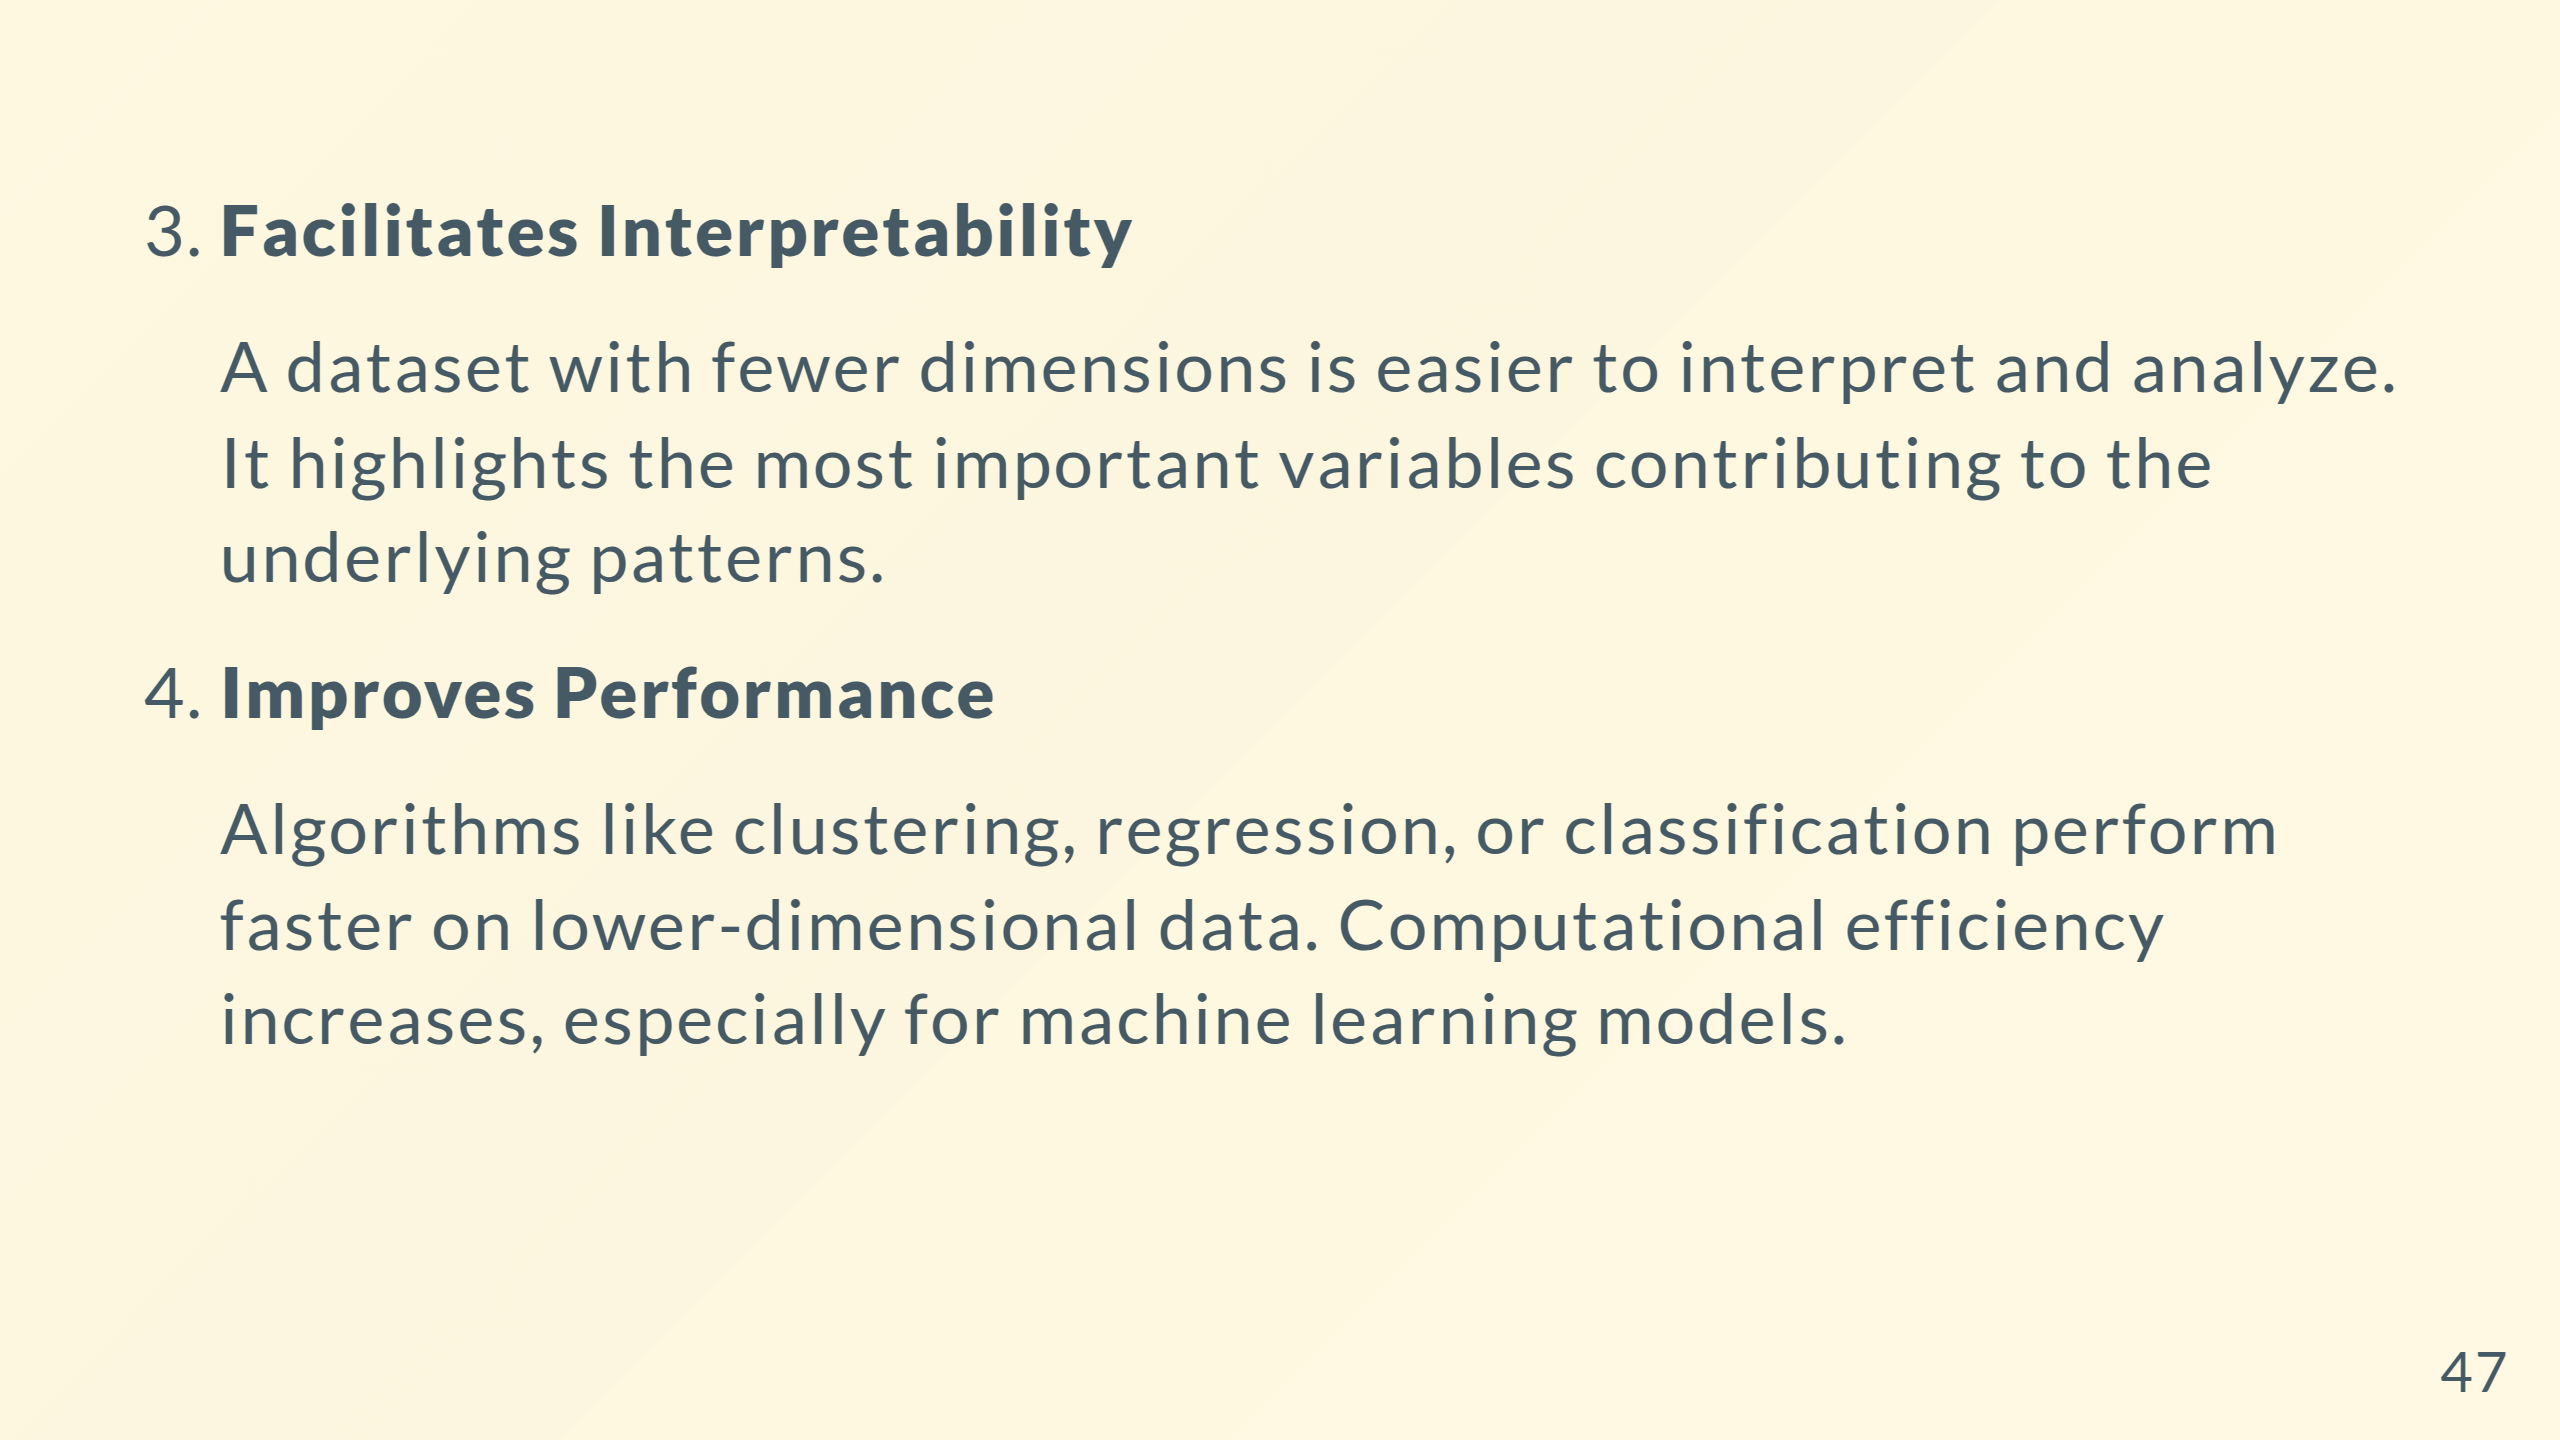 3. Facilitates Interpretability
A dataset with fewer dimensions is easier to interpret and analyze.
It highlights the most important variables contributing to the
underlying patterns.
4. Improves Performance
Algorithms like clustering, regression, or classification perform
faster on lower-dimensional data. Computational efficiency
increases, especially for machine learning models.
47